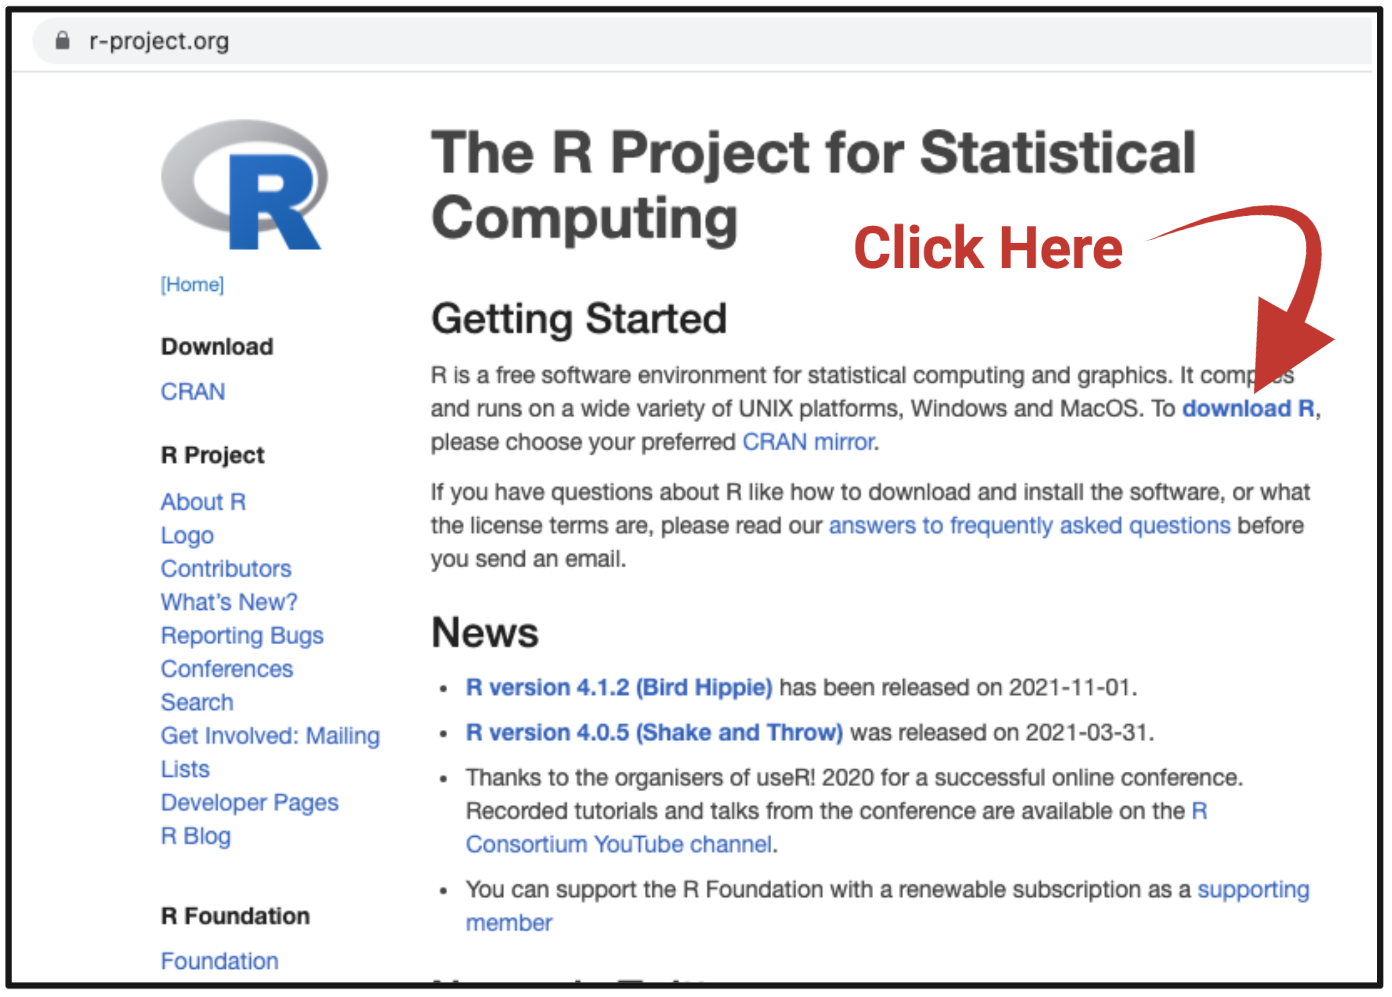 r-project.org
R
The R Project for Statistical
Computing
Click Here
[Home]
Download
CRAN
R Project
About R
Logo
Contributors
What's New?
Reporting Bugs
Conferences
Search
Get Involved: Mailing
Lists
Developer Pages
R Blog
R Foundation
Foundation
Getting Started
R is a free software environment for statistical computing and graphics. It
and runs on a wide variety of UNIX platforms, Windows and MacOS. To download R,
please choose your preferred CRAN mirror.
If you have questions about R like how to download and install the software, or what
the license terms are, please read our answers to frequently asked questions before
you send an email.
News
• R version 4.1.2 (Bird Hippie) has been released on 2021-11-01.
• R version 4.0.5 (Shake and Throw) was released on 2021-03-31.
• Thanks to the organisers of useR! 2020 for a successful online conference.
Recorded tutorials and talks from the conference are available on the R
Consortium YouTube channel.
• You can support the R Foundation with a renewable subscription as a supporting
member